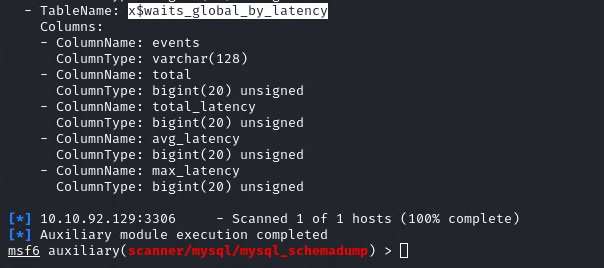 - TableName: x$waits_global_by_latency
Columns:
- ColumnName: events
ColumnType: varchar(128)
- ColumnName: total
ColumnType: bigint(20) unsigned
- ColumnName: total_latency
ColumnType: bigint(20) unsigned
- ColumnName: avg_latency
ColumnType: bigint(20) unsigned
- ColumnName: max_latency
ColumnType: bigint(20) unsigned
[*] 10.10.92.129:3306 - Scanned 1 of 1 hosts (100% complete)
[*] Auxiliary module execution completed
msf6 auxiliary(scanner/mysql/mysql_schemadump) >